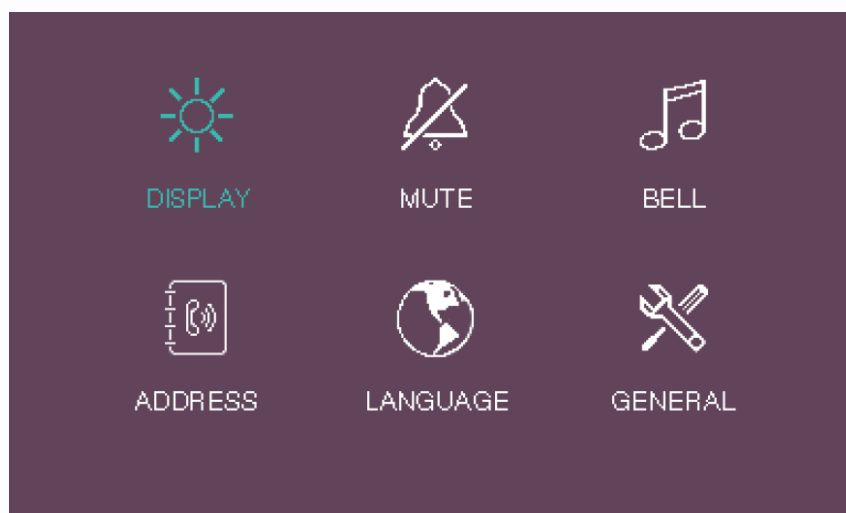 DISPLAY
MUTE
BELL
ADDRESS
LANGUAGE
GENERAL